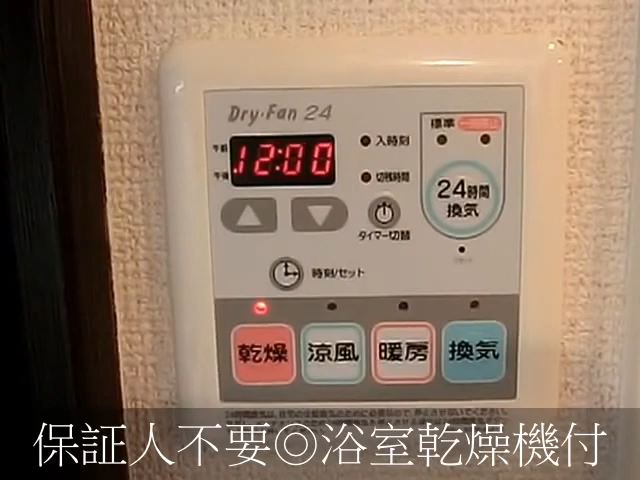 Dry・Fan 24
午前
午後
12:00
入時刻
切残時間
標準
24時間
換気
タイマー切替
時刻/セット
乾燥
涼風
暖房
換気
保証人不要◎浴室乾燥機付